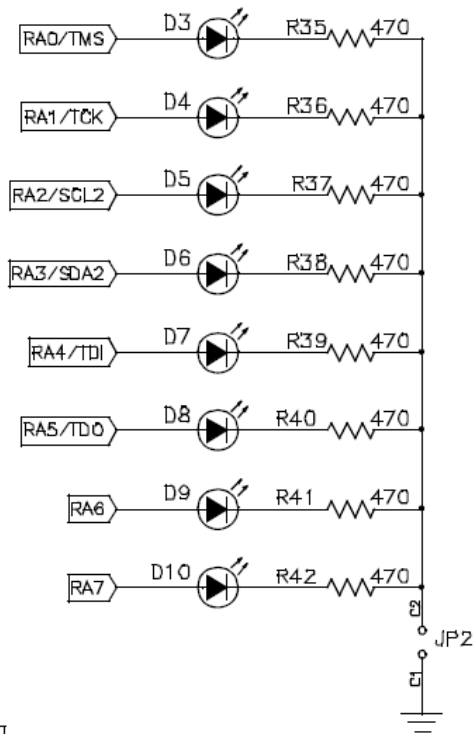 RA0/TMS D3 R35 470
RA1/TCK D4 R36 470
RA2/SCL2 D5 R37 470
RA3/SDA2 D6 R38 470
RA4/TDI D7 R39 470
RA5/TDO D8 R40 470
RA6 D9 R41 470
RA7 D10 R42 470
C2
JP2
C1